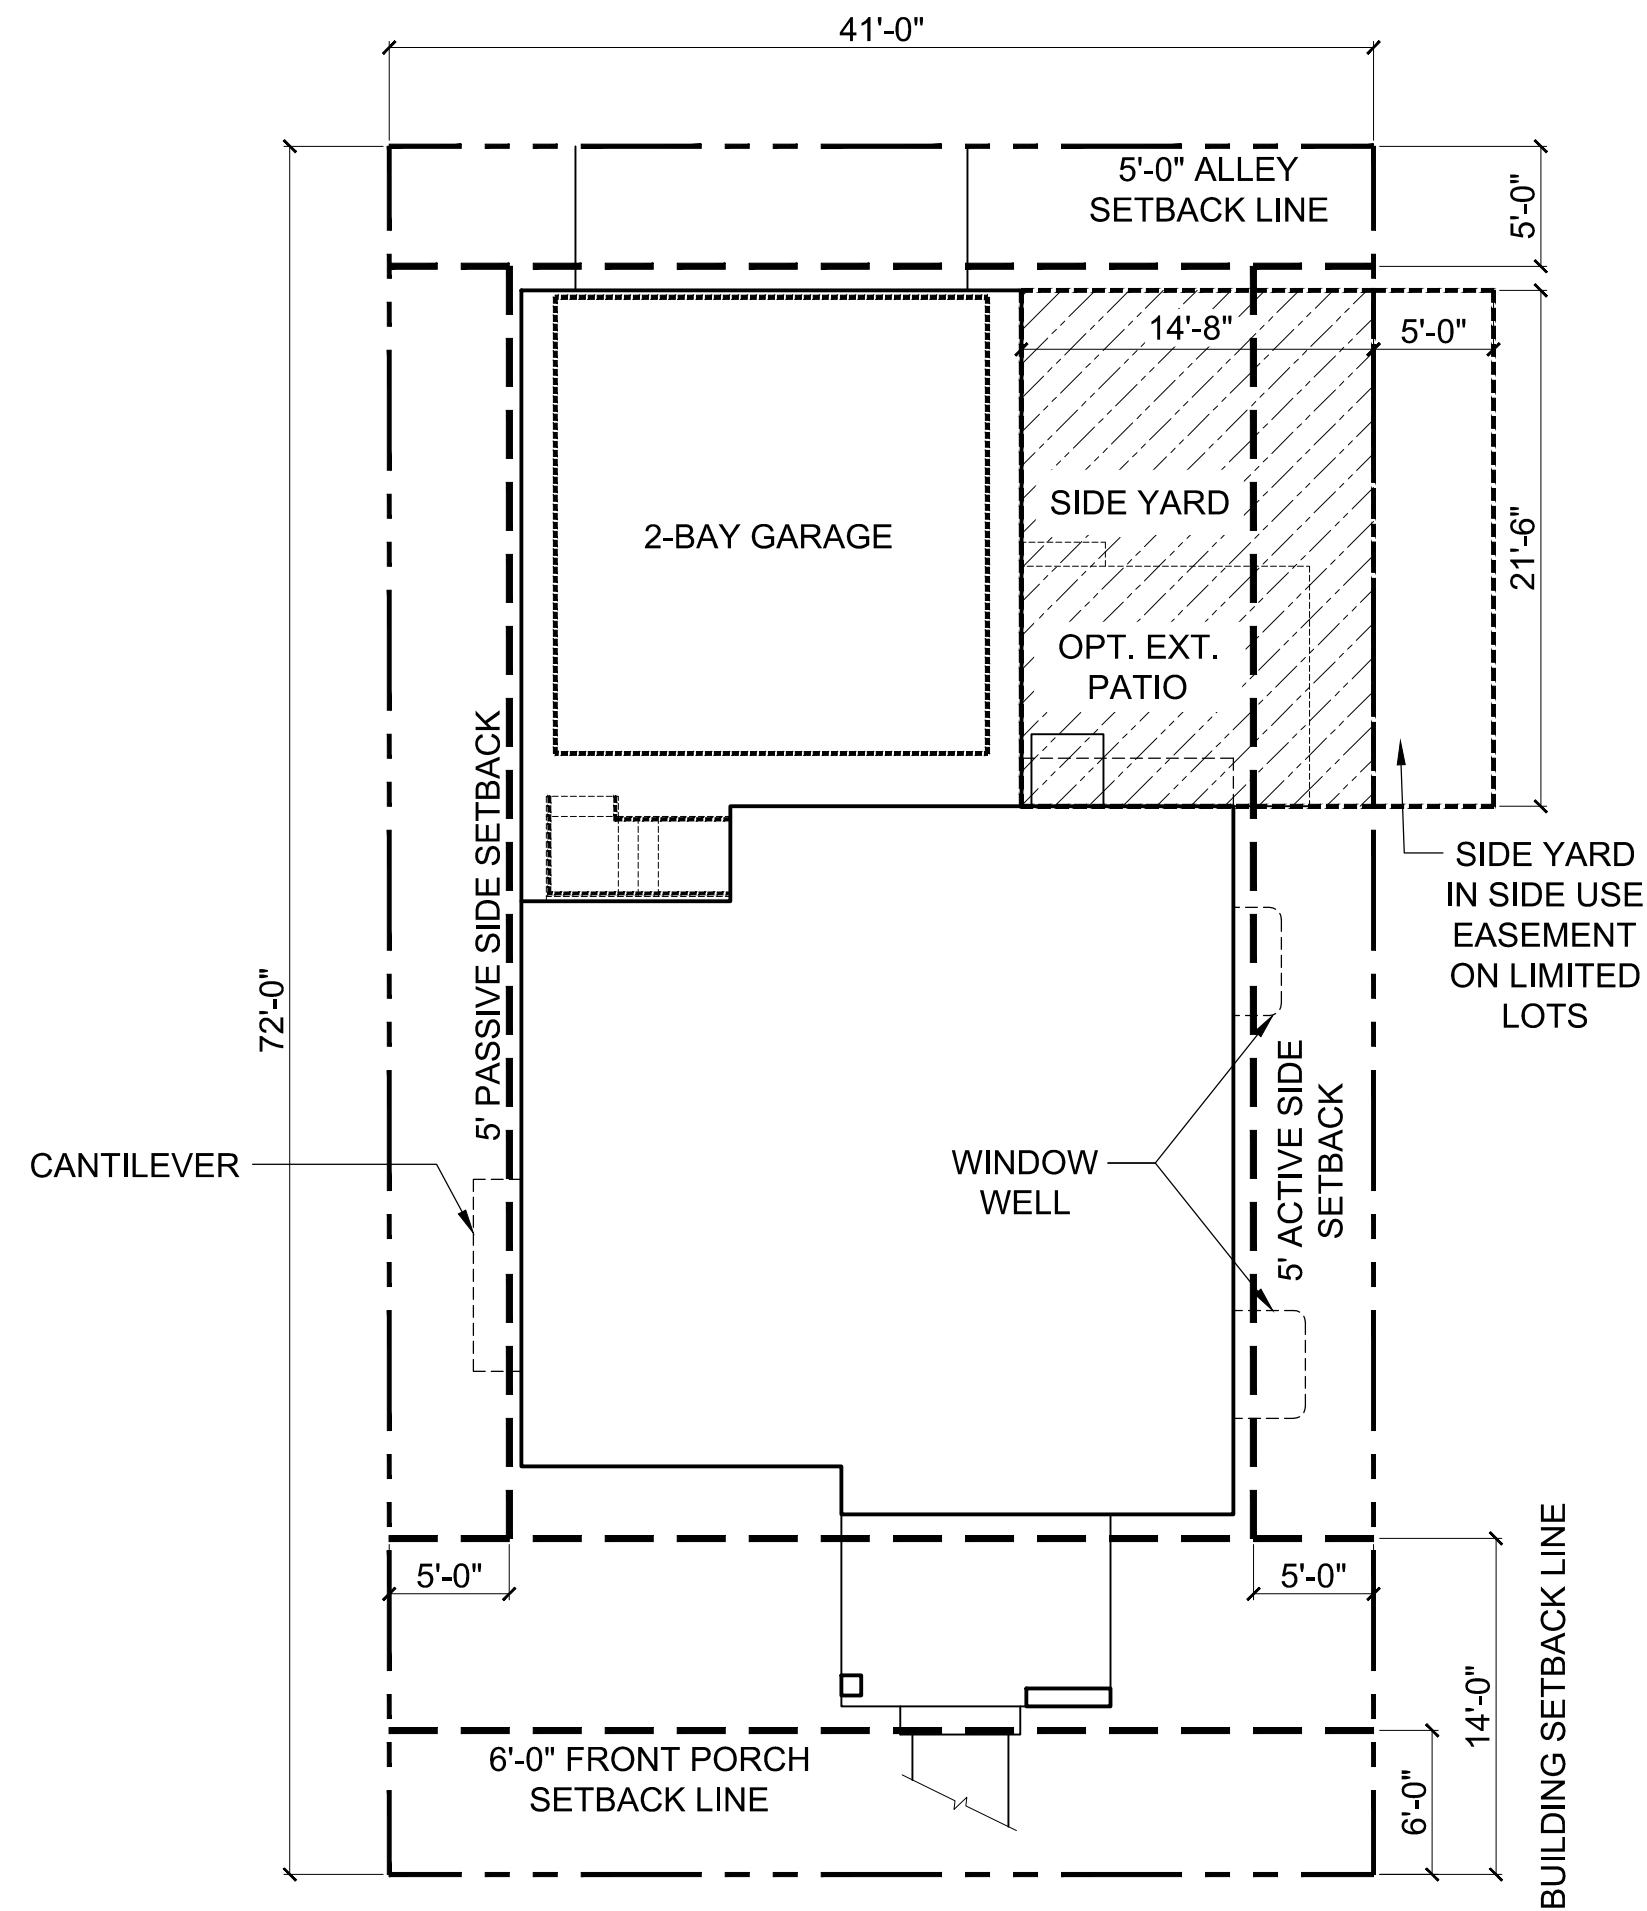 41'-0"
5'-0" ALLEY
SETBACK LINE
5'-0"
14'-8"
5'-0"
SIDE YARD
2-BAY GARAGE
21'-6"
OPT. EXT.
PATIO
5' PASSIVE SIDE SETBACK
SIDE YARD
IN SIDE USE
EASEMENT
ON LIMITED
LOTS
72'-0"
5' ACTIVE SIDE
SETBACK
CANTILEVER
WINDOW
WELL
5'-0"
5'-0"
14'-0"
BUILDING SETBACK LINE
6'-0" FRONT PORCH
SETBACK LINE
6'-0"